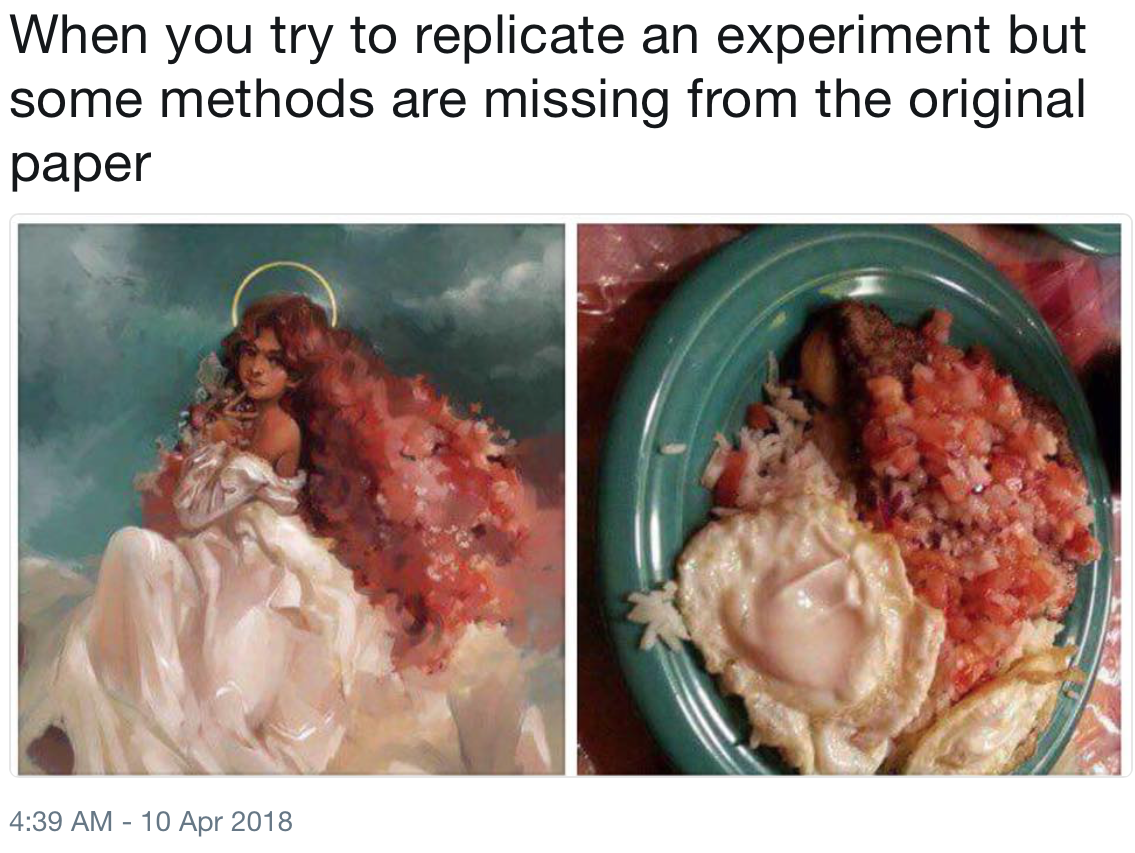 When you try to replicate an experiment but
some methods are missing from the original
paper
4:39 AM - 10 Apr 2018